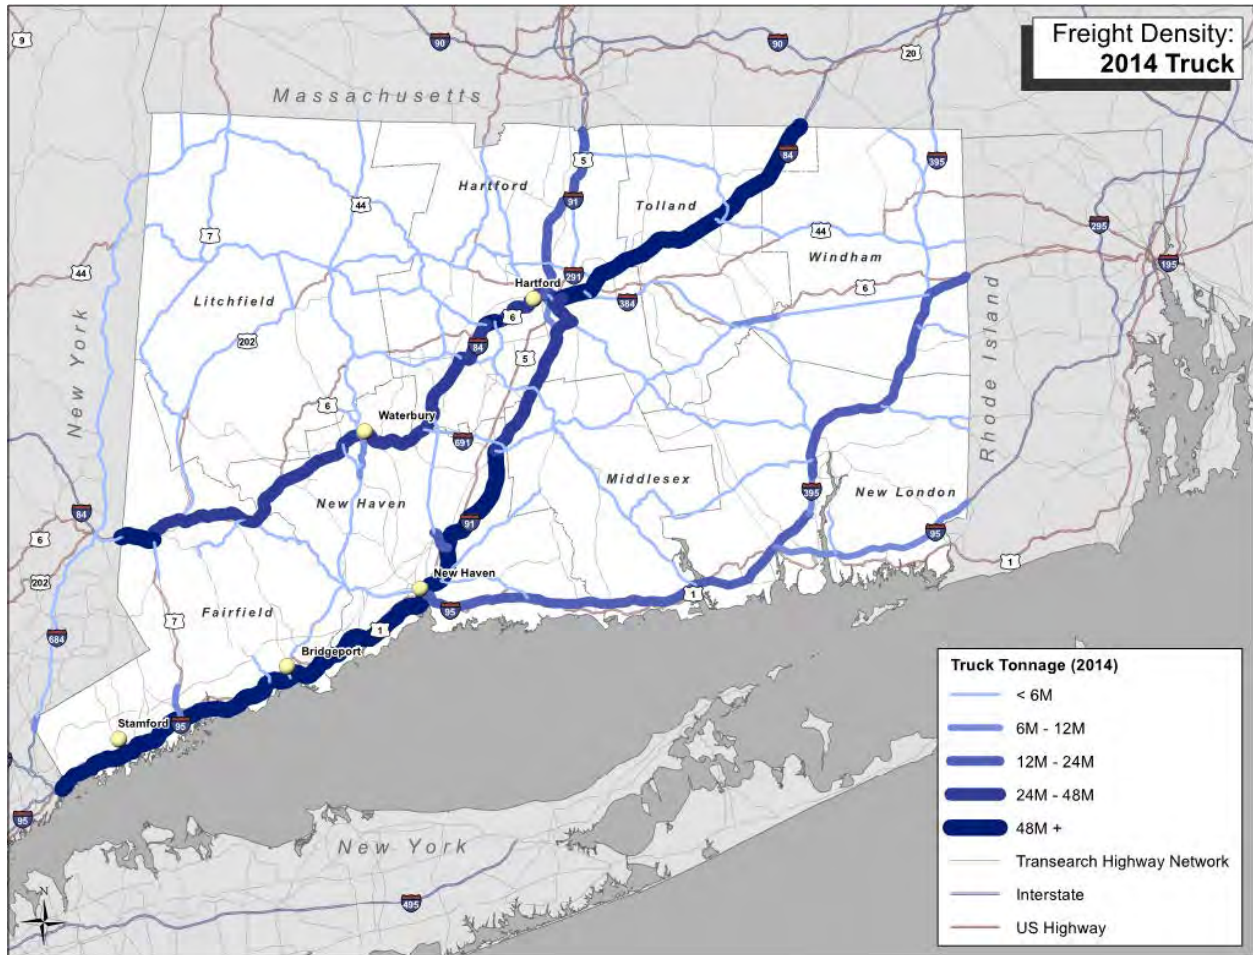 Freight Density:
2014 Truck
9
90
90
20
Massachusetts
84
5
395
Hartford
91
44
Tolland
295
7
44
Windham
44
195
291
6
Hartford
384
Litchfield
6
202
84
5
New York
Rhode Island
6
Waterbury
691
Middlesex
New Haven
395
New London
84
91
95
6
New Haven
1
202
95
1
Fairfield
7
1
684
Bridgeport
Stamford
95
95
New York
495
N
Truck Tonnage (2014)
< 6M
6M - 12M
12M - 24M
24M - 48M
48M +
Transearch Highway Network
Interstate
US Highway